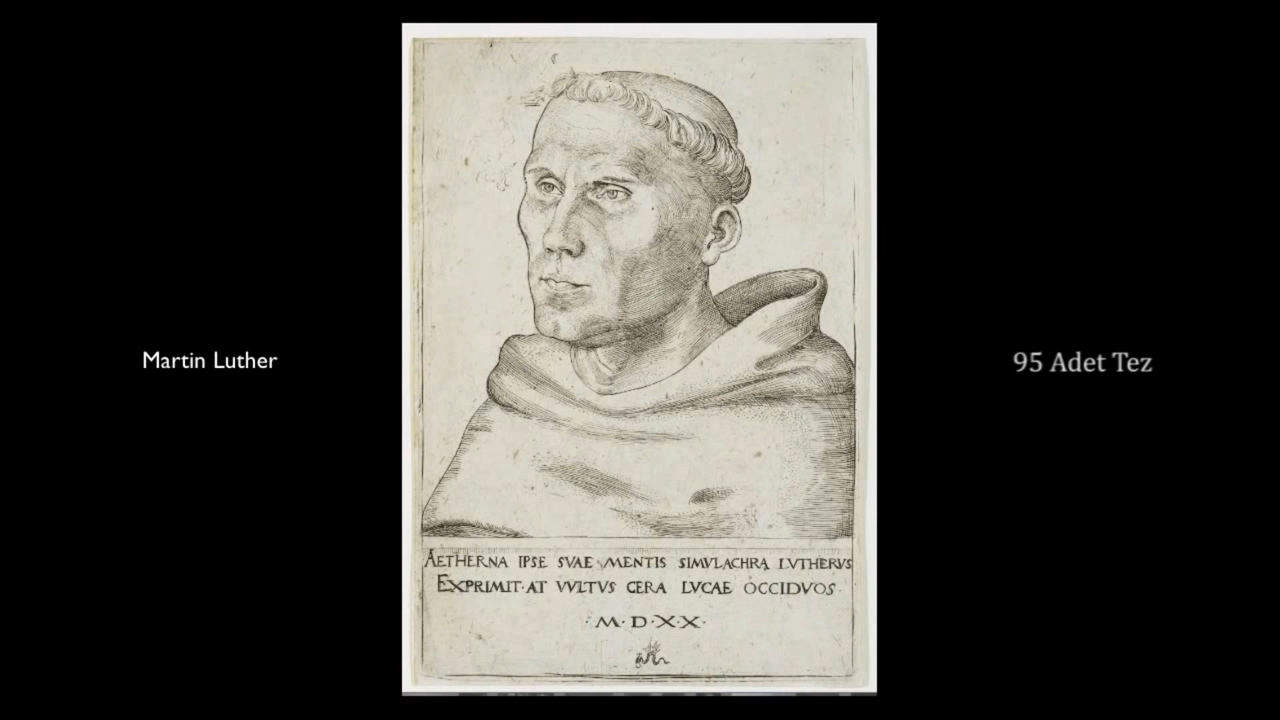 Martin Luther
95 Adet Tez
AETHERNA IPSE SVAE MENTIS SIMVLACHRA LVTHERVS
EXPRIMIT·AT VVLTVS CERA LVCAE OCCIDVOS·
·M·D·X·X·